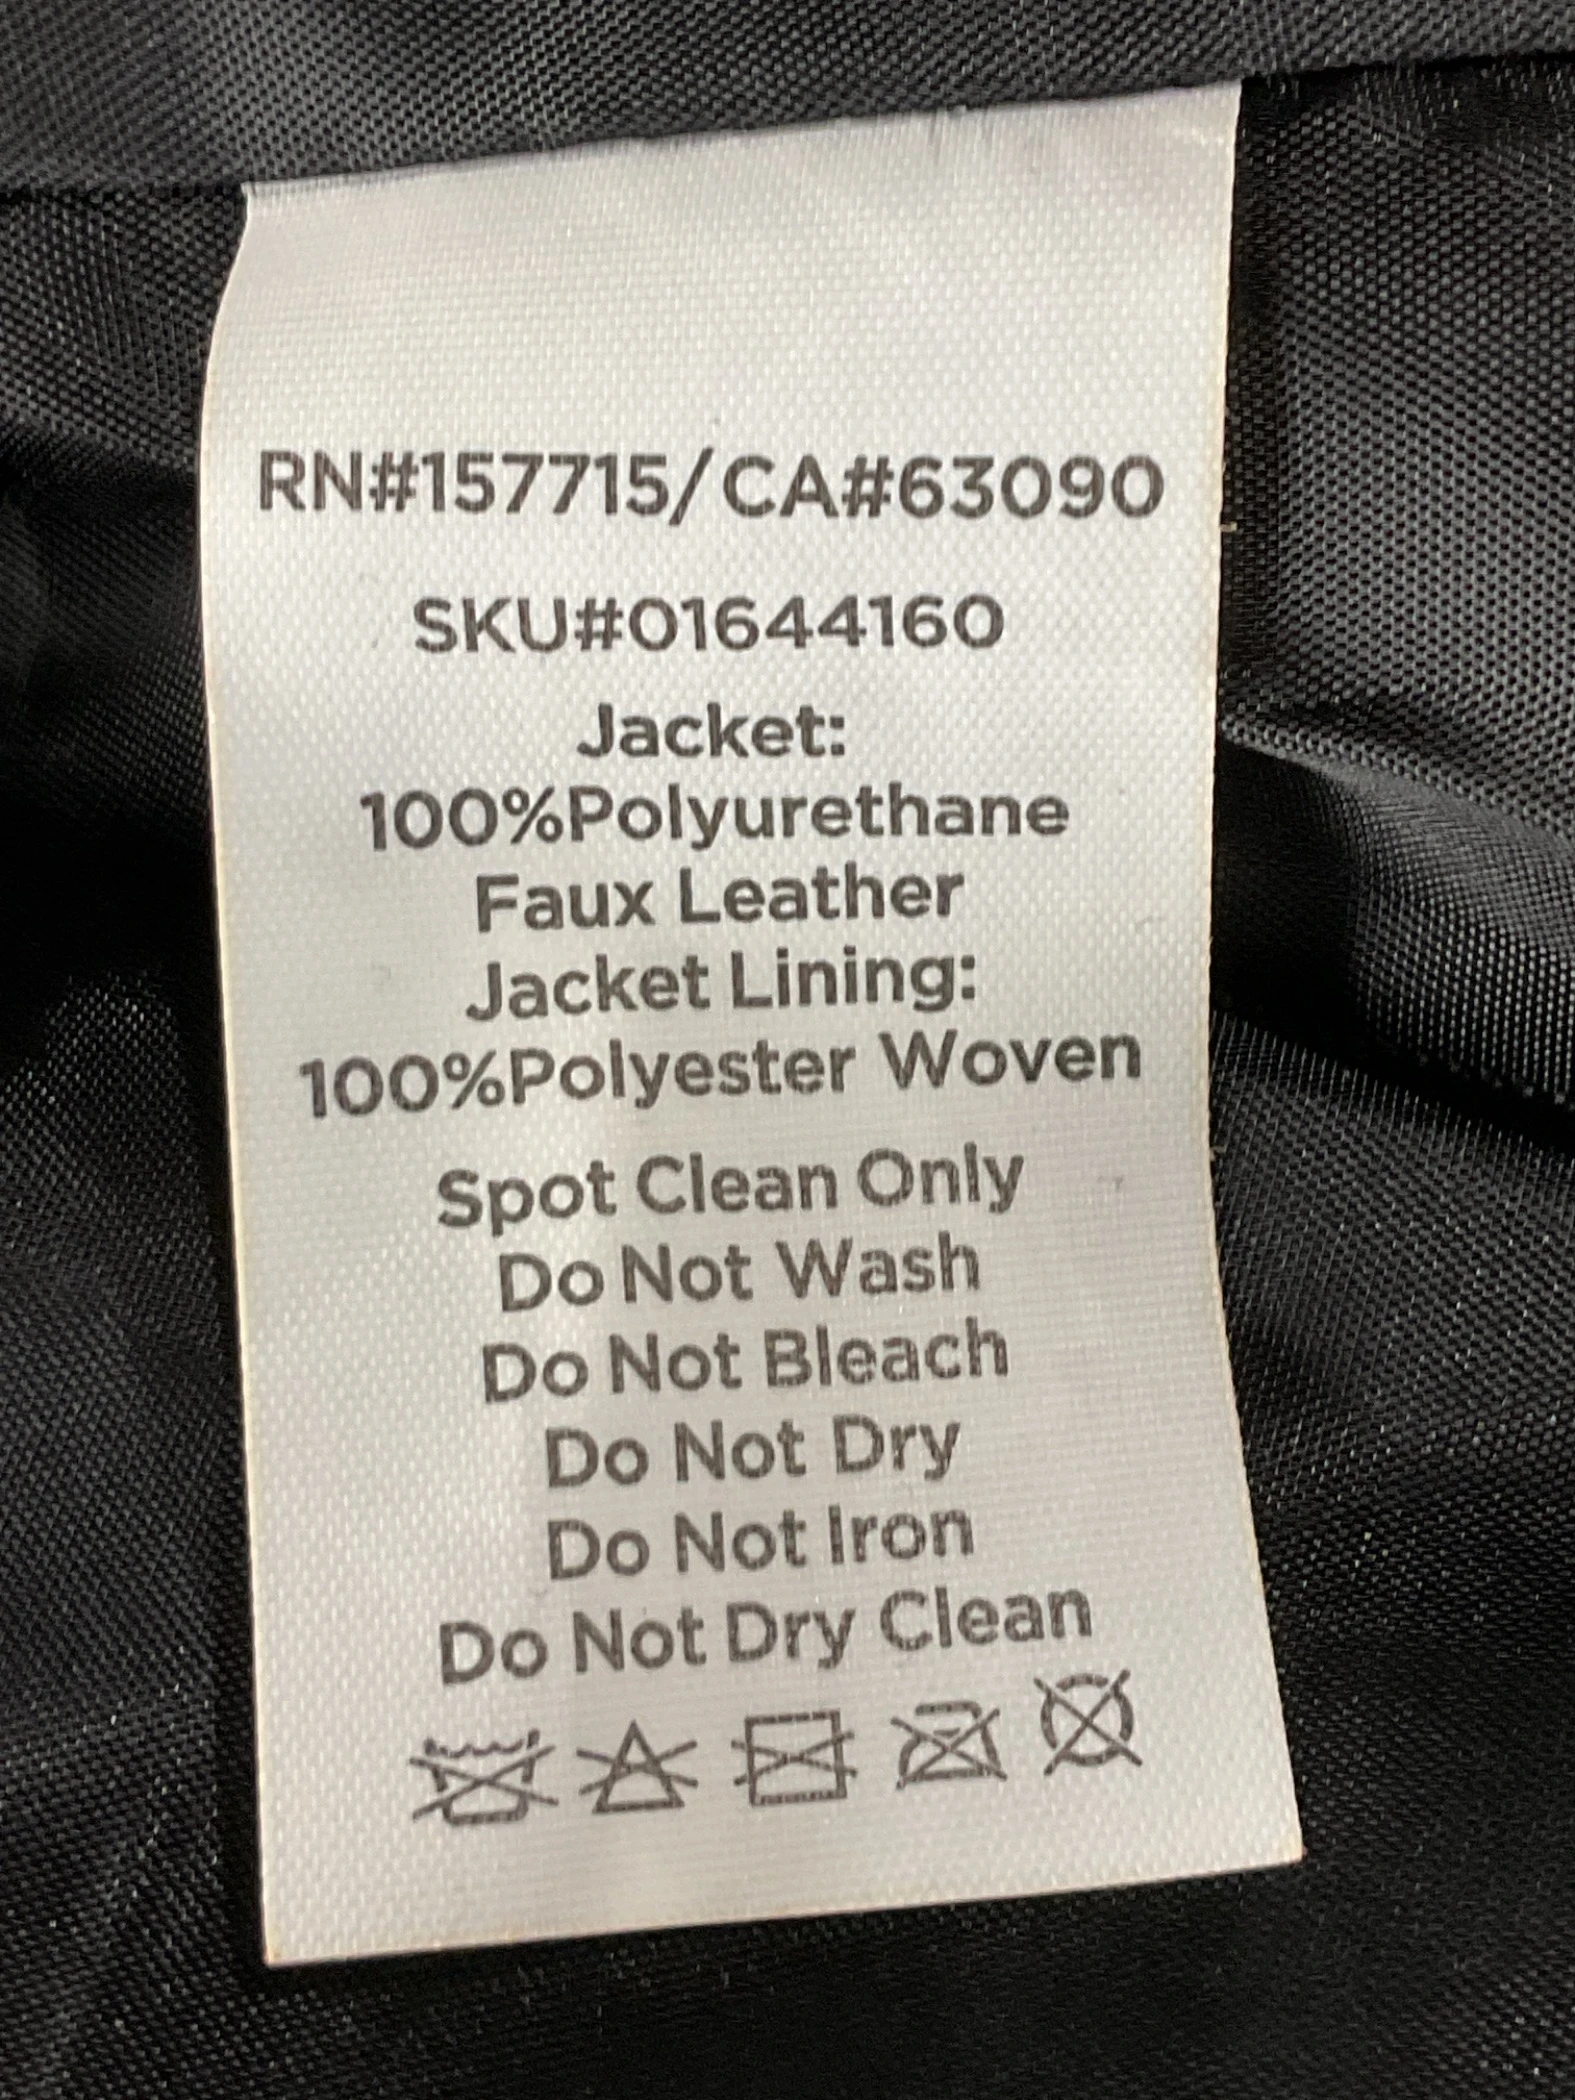 RN#157715/CA#63090
SKU#01644160
Jacket:
100%Polyurethane
Faux Leather
Jacket Lining:
100%Polyester Woven
Spot Clean Only
Do Not Wash
Do Not Bleach
Do Not Dry
Do Not Iron
Do Not Dry Clean